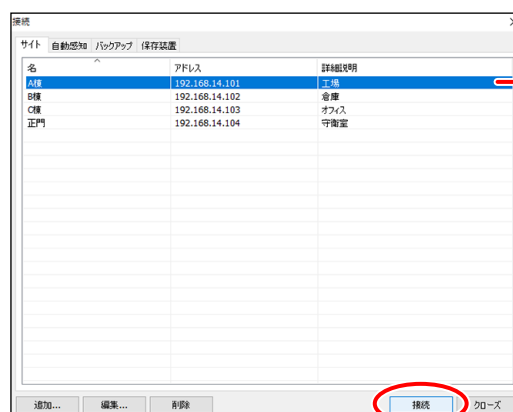 接続
サイト 自動感知 バックアップ 保存装置
名 アドレス 詳細説明
A棟 192.168.14.101 工場
B棟 192.168.14.102 倉庫
C棟 192.168.14.103 オフィス
正門 192.168.14.104 守衛室
追加... 編集... 削除 接続 クローズ